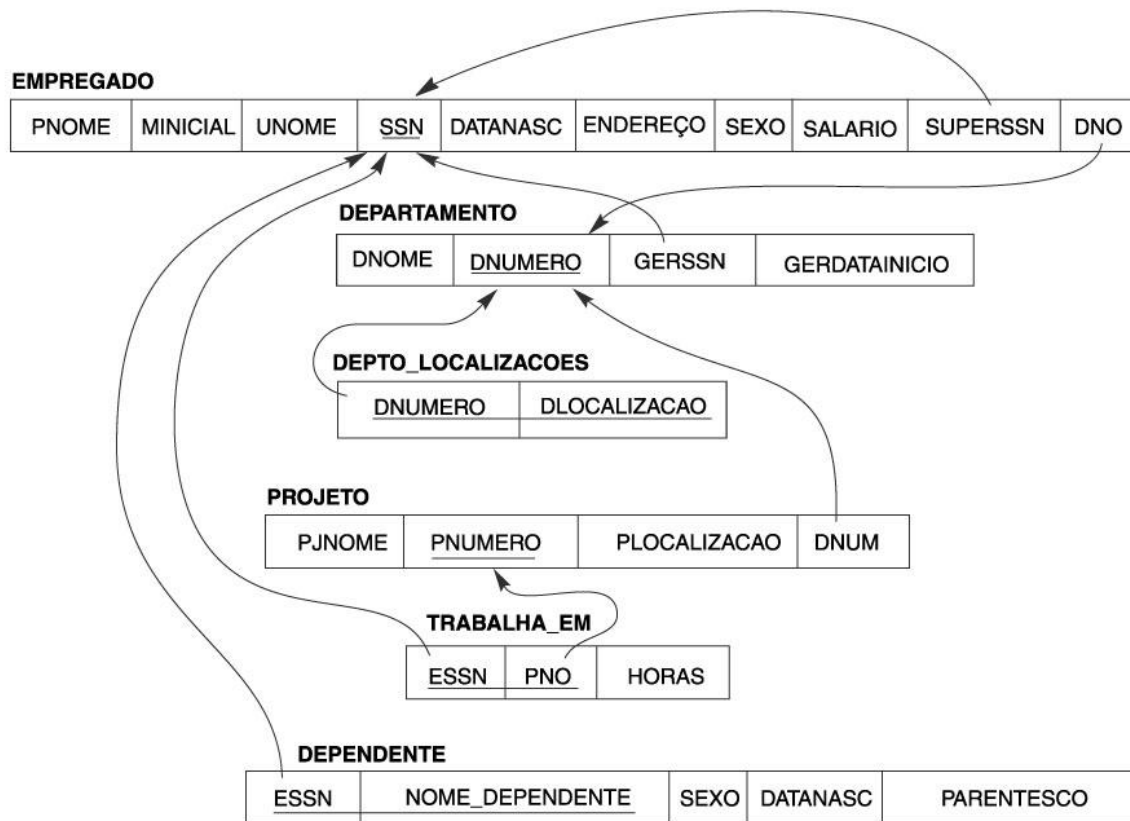 EMPREGADO
PNOME MINICIAL UNOME SSN DATANASC ENDEREÇO SEXO SALARIO SUPERSSN DNO
DEPARTAMENTO
DNOME DNUMERO GERSSN GERDATAINICIO
DEPTO_LOCALIZACOES
DNUMERO DLOCALIZACAO
PROJETO
PJNOME PNUMERO PLOCALIZACAO DNUM
TRABALHA_EM
ESSN PNO HORAS
DEPENDENTE
ESSN NOME_DEPENDENTE SEXO DATANASC PARENTESCO